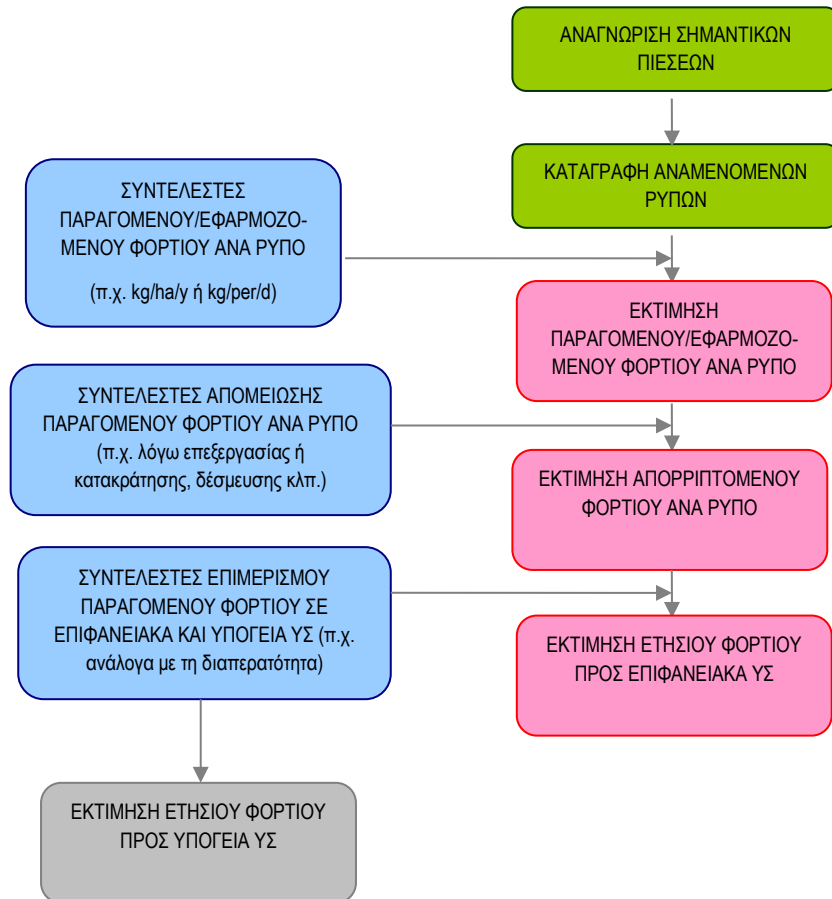 ΑΝΑΓΝΩΡΙΣΗ ΣΗΜΑΝΤΙΚΩΝ
ΠΙΕΣΕΩΝ
ΚΑΤΑΓΡΑΦΗ ΑΝΑΜΕΝΟΜΕΝΩΝ
ΡΥΠΩΝ
ΣΥΝΤΕΛΕΣΤΕΣ
ΠΑΡΑΓΟΜΕΝΟΥ/ΕΦΑΡΜΟΖΟ-
ΜΕΝΟΥ ΦΟΡΤΙΟΥ ΑΝΑ ΡΥΠΟ
(π.χ. kg/ha/y ή kg/per/d)
ΕΚΤΙΜΗΣΗ
ΠΑΡΑΓΟΜΕΝΟΥ/ΕΦΑΡΜΟΖΟ-
ΜΕΝΟΥ ΦΟΡΤΙΟΥ ΑΝΑ ΡΥΠΟ
ΣΥΝΤΕΛΕΣΤΕΣ ΑΠΟΜΕΙΩΣΗΣ
ΠΑΡΑΓΟΜΕΝΟΥ ΦΟΡΤΙΟΥ ΑΝΑ ΡΥΠΟ
(π.χ. λόγω επεξεργασίας ή
κατακράτησης, δέσμευσης κλπ.)
ΕΚΤΙΜΗΣΗ ΑΠΟΡΡΙΠΤΟΜΕΝΟΥ
ΦΟΡΤΙΟΥ ΑΝΑ ΡΥΠΟ
ΣΥΝΤΕΛΕΣΤΕΣ ΕΠΙΜΕΡΙΣΜΟΥ
ΠΑΡΑΓΟΜΕΝΟΥ ΦΟΡΤΙΟΥ ΣΕ
ΕΠΙΦΑΝΕΙΑΚΑ ΚΑΙ ΥΠΟΓΕΙΑ ΥΣ (π.χ.
ανάλογα με τη διαπερατότητα)
ΕΚΤΙΜΗΣΗ ΕΤΗΣΙΟΥ ΦΟΡΤΙΟΥ
ΠΡΟΣ ΕΠΙΦΑΝΕΙΑΚΑ ΥΣ
ΕΚΤΙΜΗΣΗ ΕΤΗΣΙΟΥ ΦΟΡΤΙΟΥ
ΠΡΟΣ ΥΠΟΓΕΙΑ ΥΣ